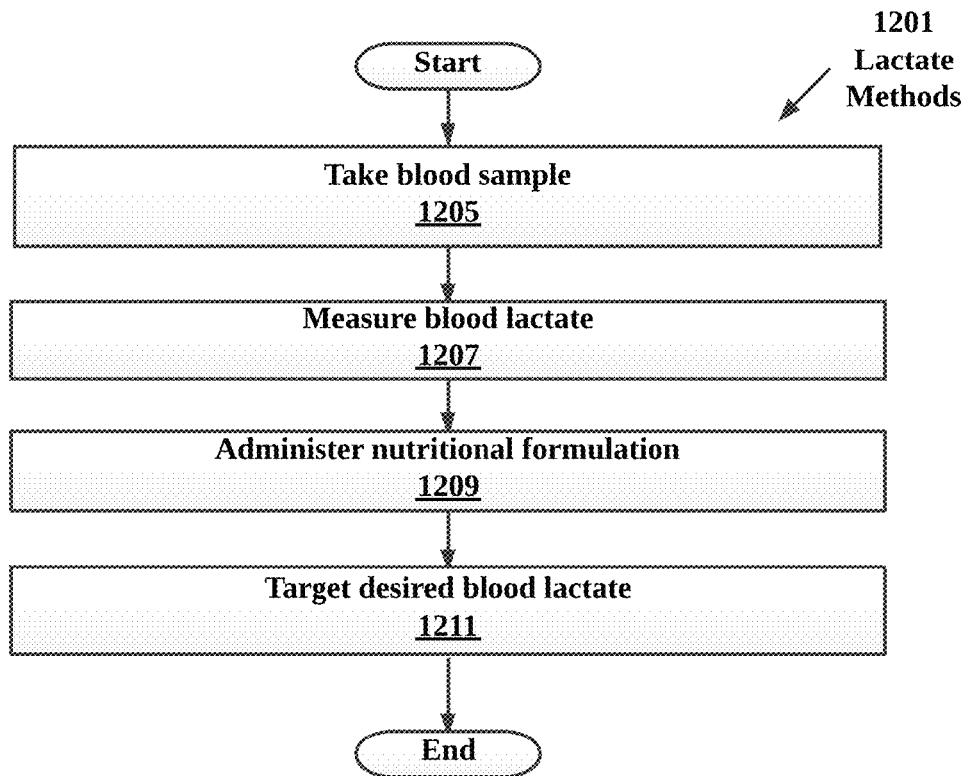 1201
Lactate
Methods
Start
Take blood sample
1205
Measure blood lactate
1207
Administer nutritional formulation
1209
Target desired blood lactate
1211
End